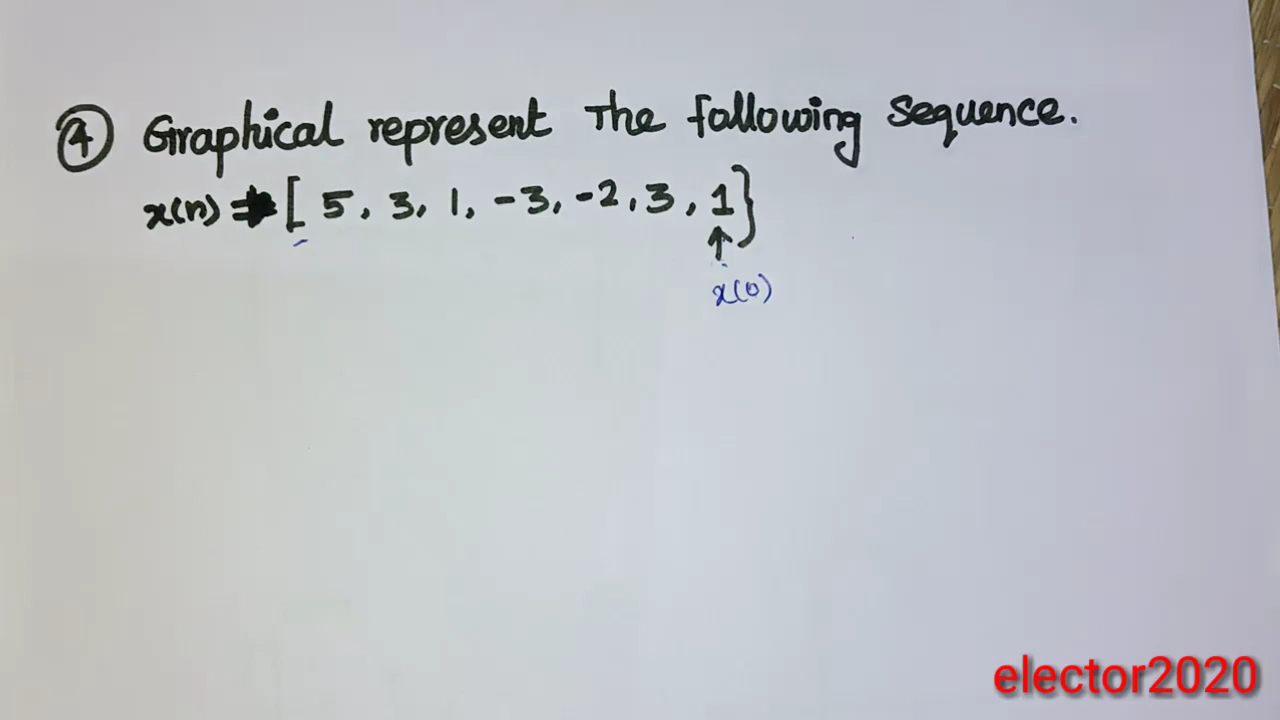 ④ Graphical represent The following Sequence.
x(n) = [ 5, 3, 1, -3, -2, 3, 1}
↑
x(0)
elector2020